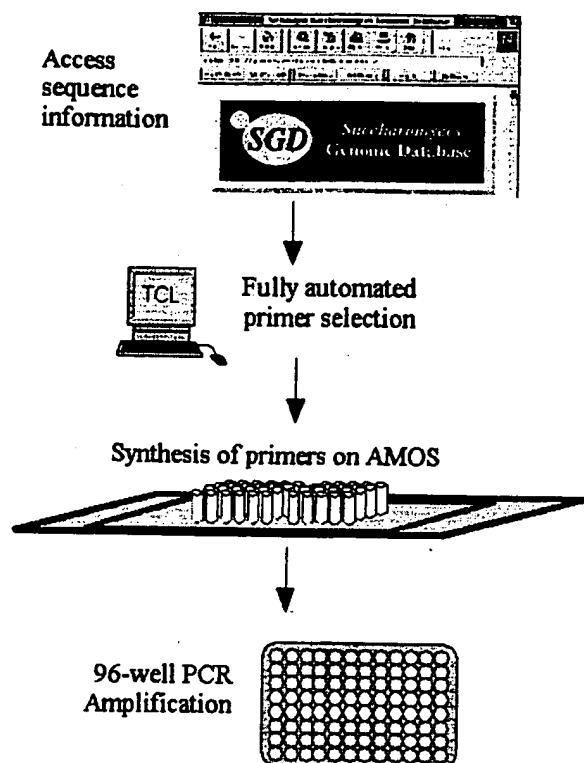 Access
sequence
information
SGD
Saccharomyces
Genomic Database
TCL
Fully automated
primer selection
Synthesis of primers on AMOS
96-well PCR
Amplification